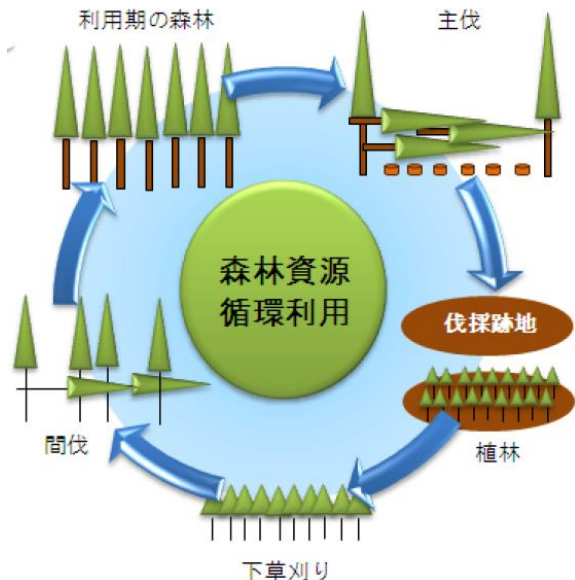 利用期の森林
主伐
森林資源
循環利用
伐採跡地
植林
間伐
下草刈り